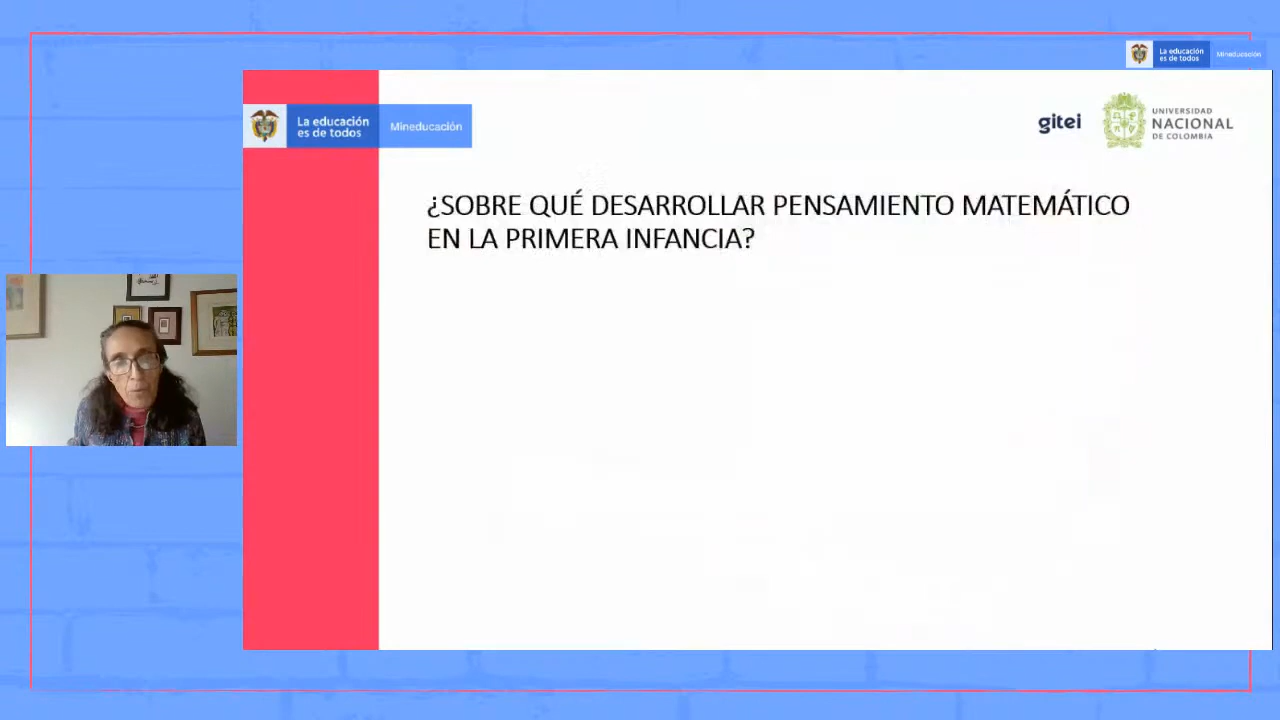 La educación
es de todos
Mineducación
La educación
es de todos
Mineducación
gitei
UNIVERSIDAD
NACIONAL
DE COLOMBIA
¿SOBRE QUÉ DESARROLLAR PENSAMIENTO MATEMÁTICO
EN LA PRIMERA INFANCIA?